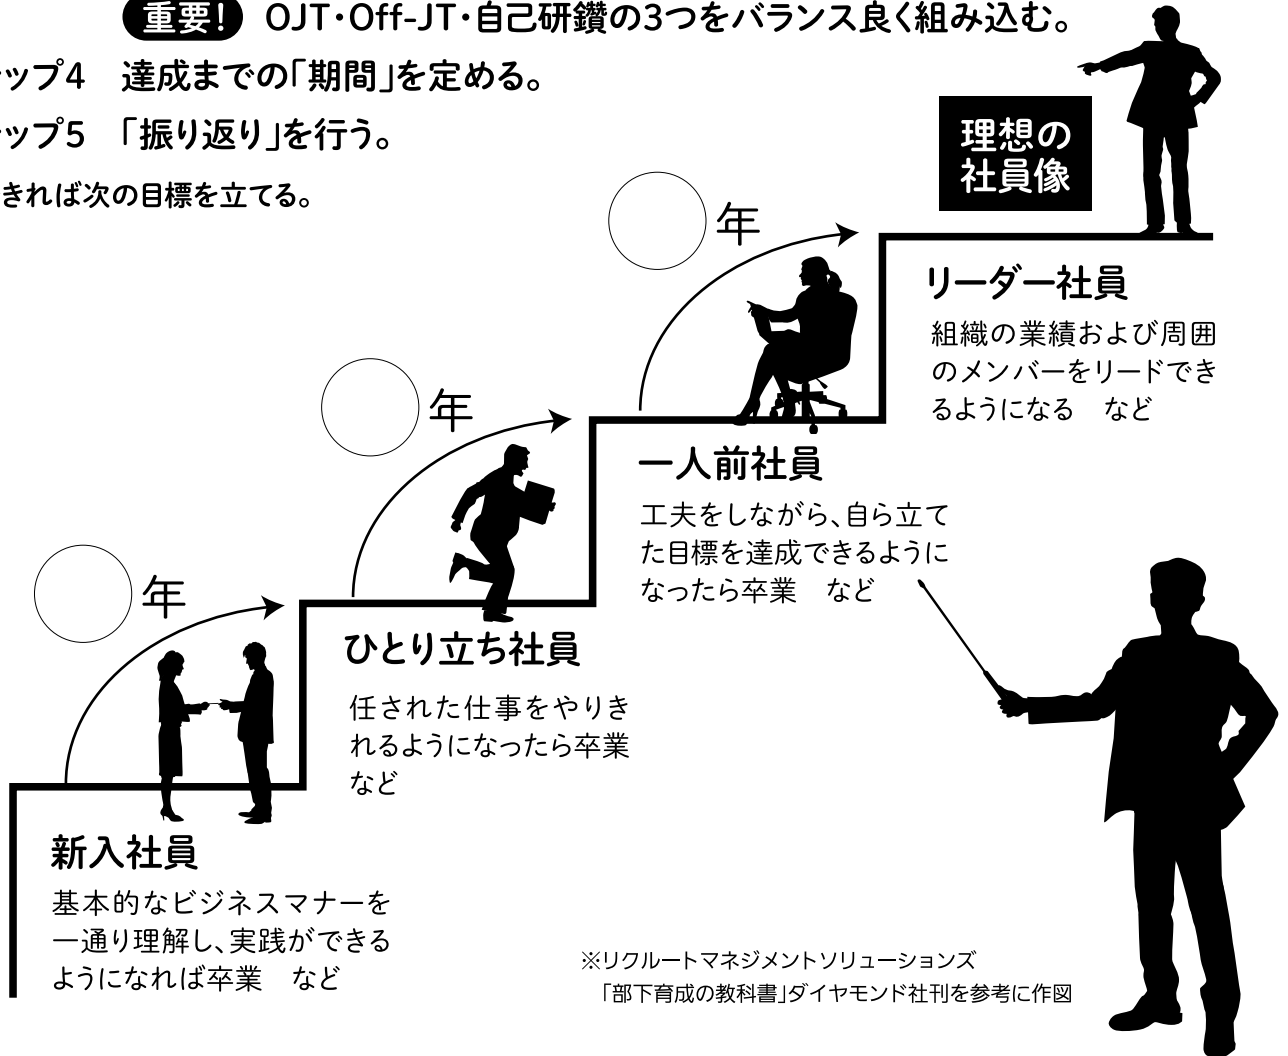 重要! OJT・Off-JT・自己研鑽の3つをバランス良く組み込む。
ップ4 達成までの「期間」を定める。
ップ5 「振り返り」を行う。
きれば次の目標を立てる。
理想の
社員像
年
リーダー社員
組織の業績および周囲
のメンバーをリードでき
るようになる など
年
一人前社員
工夫をしながら、自ら立て
た目標を達成できるように
なったら卒業 など
年
ひとり立ち社員
任された仕事をやりき
れるようになったら卒業
など
新入社員
基本的なビジネスマナーを
一通り理解し、実践ができる
ようになれば卒業 など
※リクルートマネジメントソリューションズ
「部下育成の教科書」ダイヤモンド社刊を参考に作図